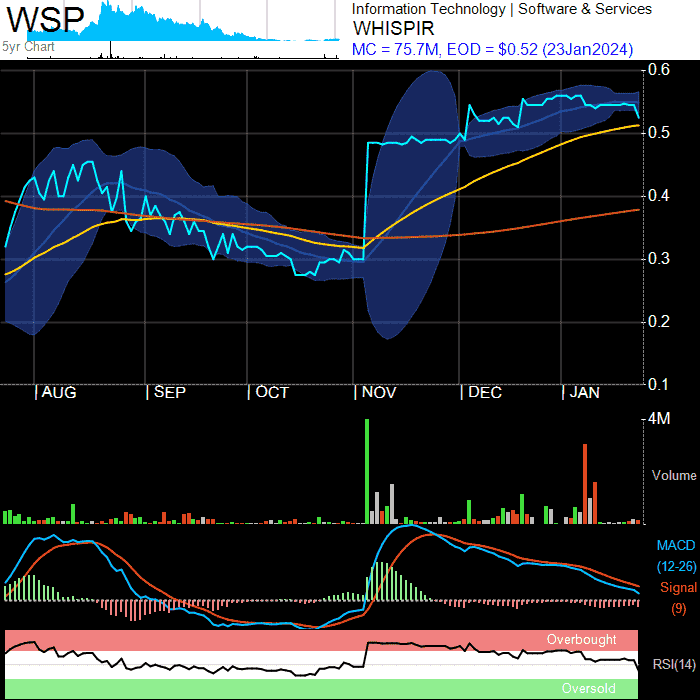 WSP
5yr Chart
Information Technology | Software & Services
WHISPIR
MC = 75.7M, EOD = $0.52 (23Jan2024)
0.6
0.5
0.4
0.3
0.2
0.1
| AUG | SEP | OCT | NOV | DEC | JAN
4M
Volume
MACD
(12-26)
Signal
(9)
Overbought
RSI(14)
Oversold